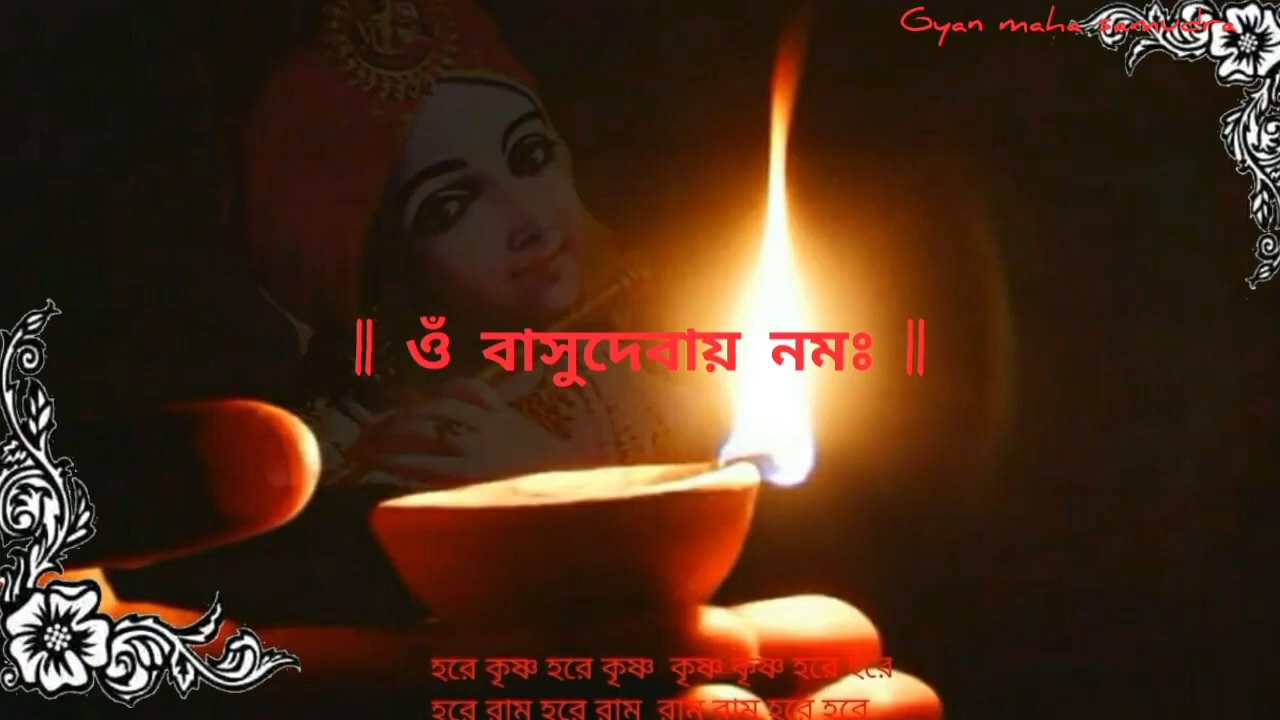 Gyan maha samudra
॥ ওঁ বাসুদেবায় নমঃ ॥
হরে কৃষ্ণ হরে কৃষ্ণ কৃষ্ণ কৃষ্ণ হরে হরে
হরে রাম হরে রাম রাম রাম হরে হরে